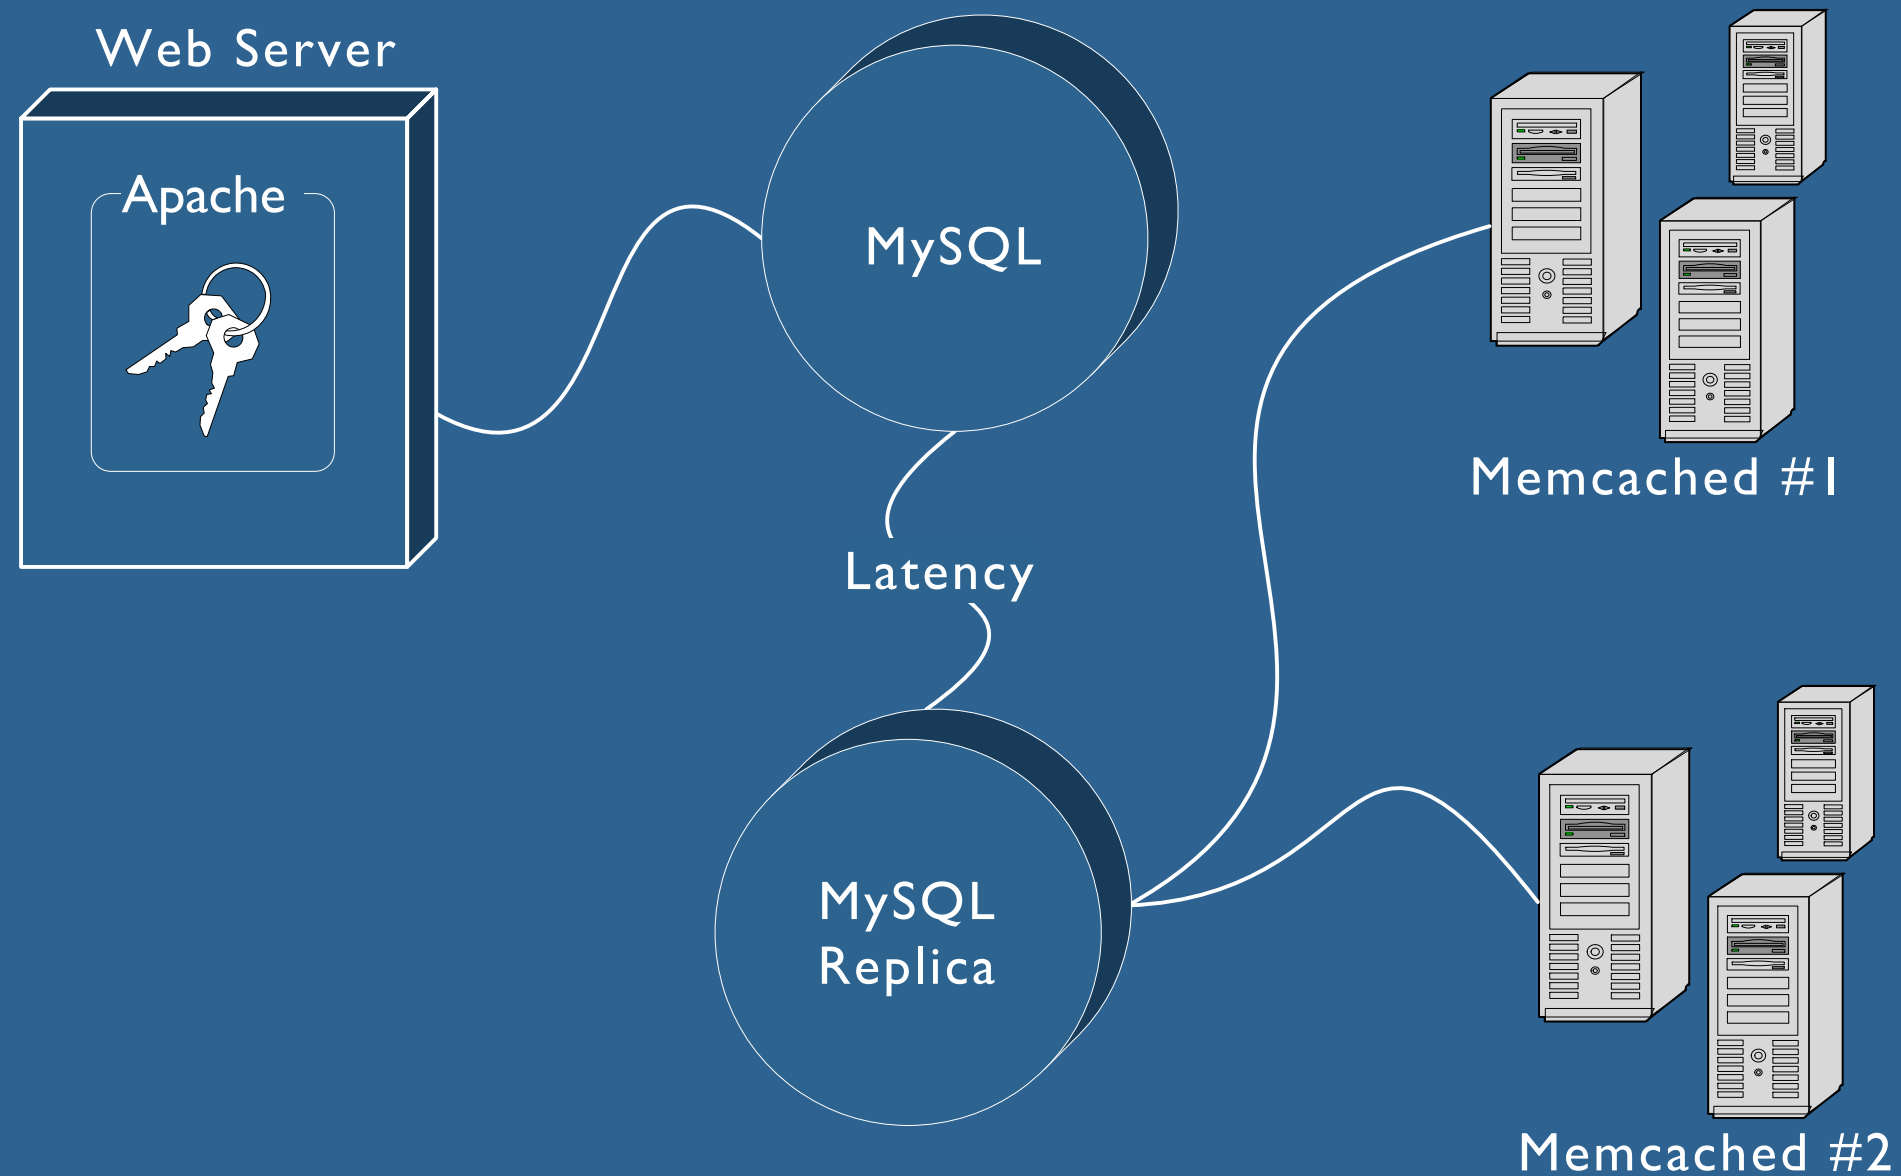 Web Server
Apache
MySQL
Memcached #1
Latency
MySQL
Replica
Memcached #2